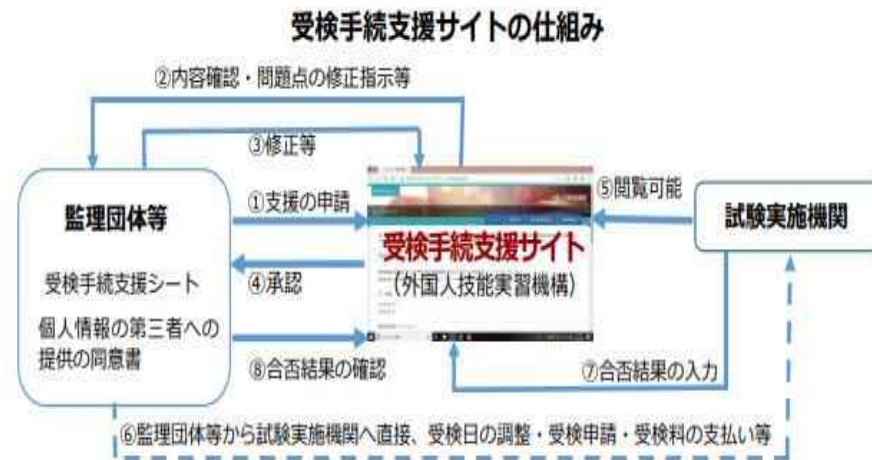 受検手続支援サイトの仕組み
②内容確認・問題点の修正指示等
③修正等
①支援の申請
⑤閲覧可能
監理団体等
試験実施機関
受検手続支援サイト
（外国人技能実習機構）
受検手続支援シート
④承認
個人情報の第三者への
提供の同意書
⑧合否結果の確認
⑦合否結果の入力
⑥監理団体等から試験実施機関へ直接、受検日の調整・受検申請・受検料の支払い等